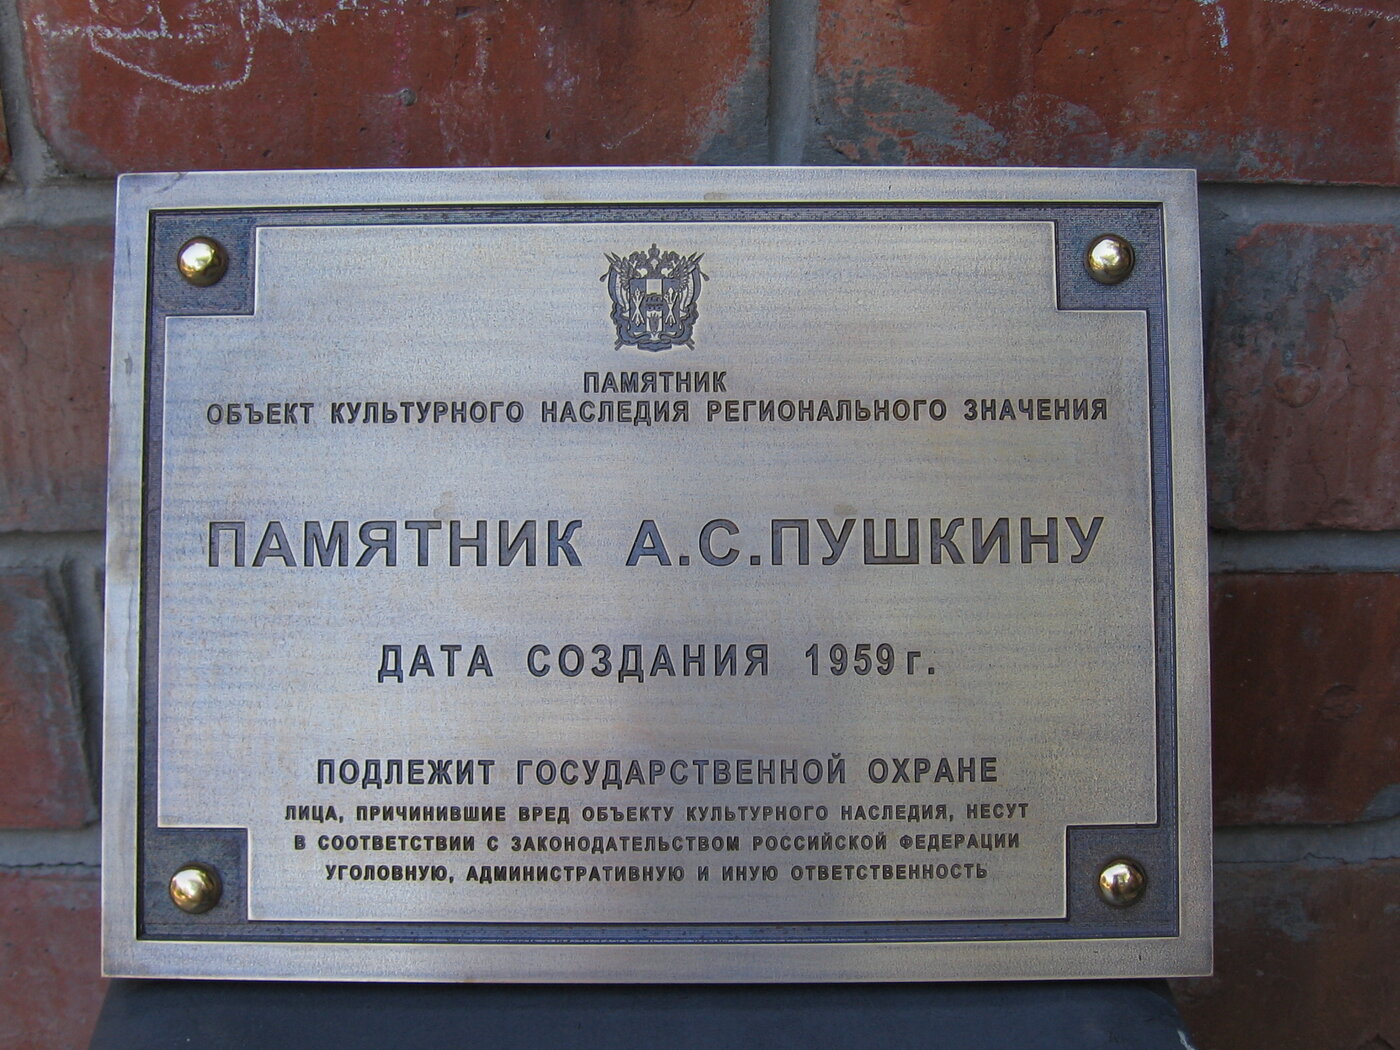 ПАМЯТНИК
ОБЪЕКТ КУЛЬТУРНОГО НАСЛЕДИЯ РЕГИОНАЛЬНОГО ЗНАЧЕНИЯ
ПАМЯТНИК А.С.ПУШКИНУ
ДАТА СОЗДАНИЯ 1959 г.
ПОДЛЕЖИТ ГОСУДАРСТВЕННОЙ ОХРАНЕ
ЛИЦА, ПРИЧИНИВШИЕ ВРЕД ОБЪЕКТУ КУЛЬТУРНОГО НАСЛЕДИЯ, НЕСУТ
В СООТВЕТСТВИИ С ЗАКОНОДАТЕЛЬСТВОМ РОССИЙСКОЙ ФЕДЕРАЦИИ
УГОЛОВНУЮ, АДМИНИСТРАТИВНУЮ И ИНУЮ ОТВЕТСТВЕННОСТЬ